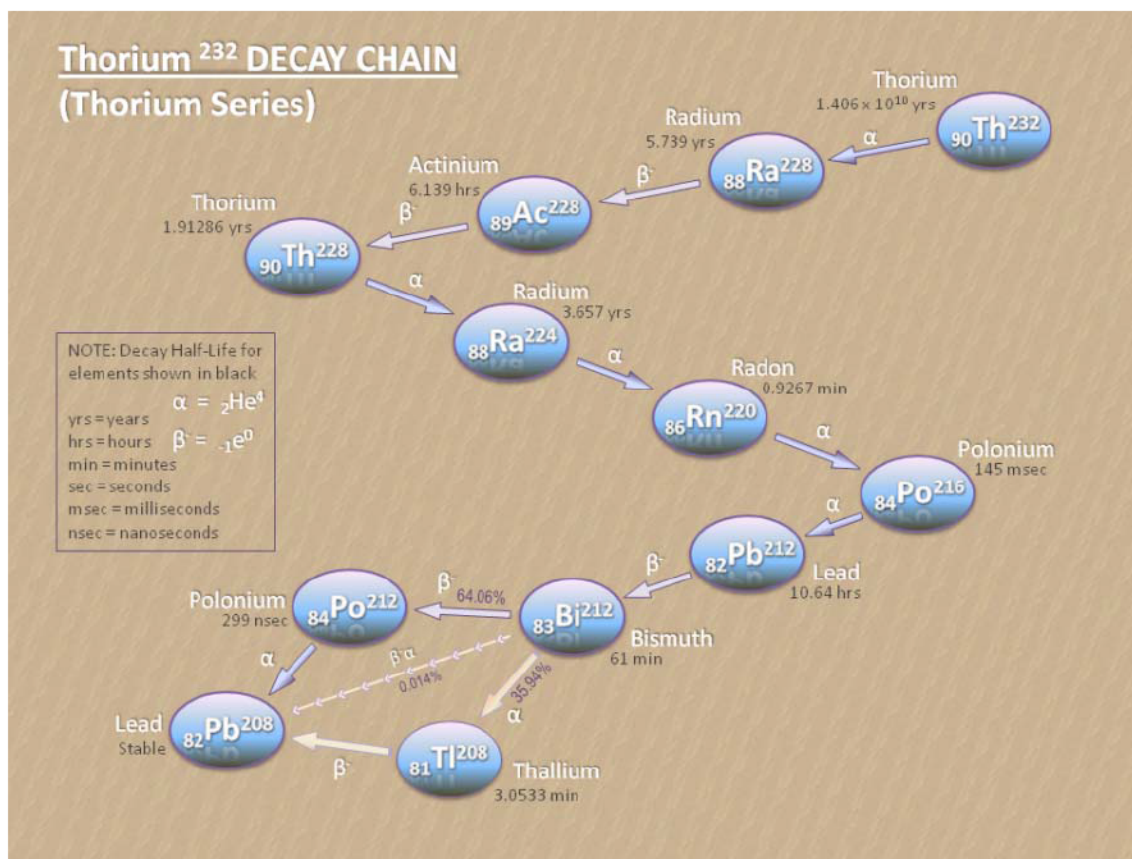 Thorium ²³² DECAY CHAIN
(Thorium Series)
Thorium
1.406 × 10¹⁰ yrs
₉₀Th²³²
α
Radium
5.739 yrs
₈₈Ra²²⁸
β⁻
Actinium
6.139 hrs
₈₉Ac²²⁸
β⁻
Thorium
1.91286 yrs
₉₀Th²²⁸
α
Radium
3.657 yrs
₈₈Ra²²⁴
α
Radon
0.9267 min
₈₆Rn²²⁰
α
Polonium
145 msec
₈₄Po²¹⁶
α
₈₂Pb²¹²
Lead
10.64 hrs
β⁻
₈₃Bi²¹²
Bismuth
61 min
β⁻
64.06%
Polonium
299 nsec
₈₄Po²¹²
α
β⁻α
0.014%
35.94%
α
Lead
Stable
₈₂Pb²⁰⁸
β⁻
₈₁Tl²⁰⁸
Thallium
3.0533 min
NOTE: Decay Half-Life for
elements shown in black
α = ₂He⁴
yrs = years
hrs = hours
β⁻ = ₋₁e⁰
min = minutes
sec = seconds
msec = milliseconds
nsec = nanoseconds